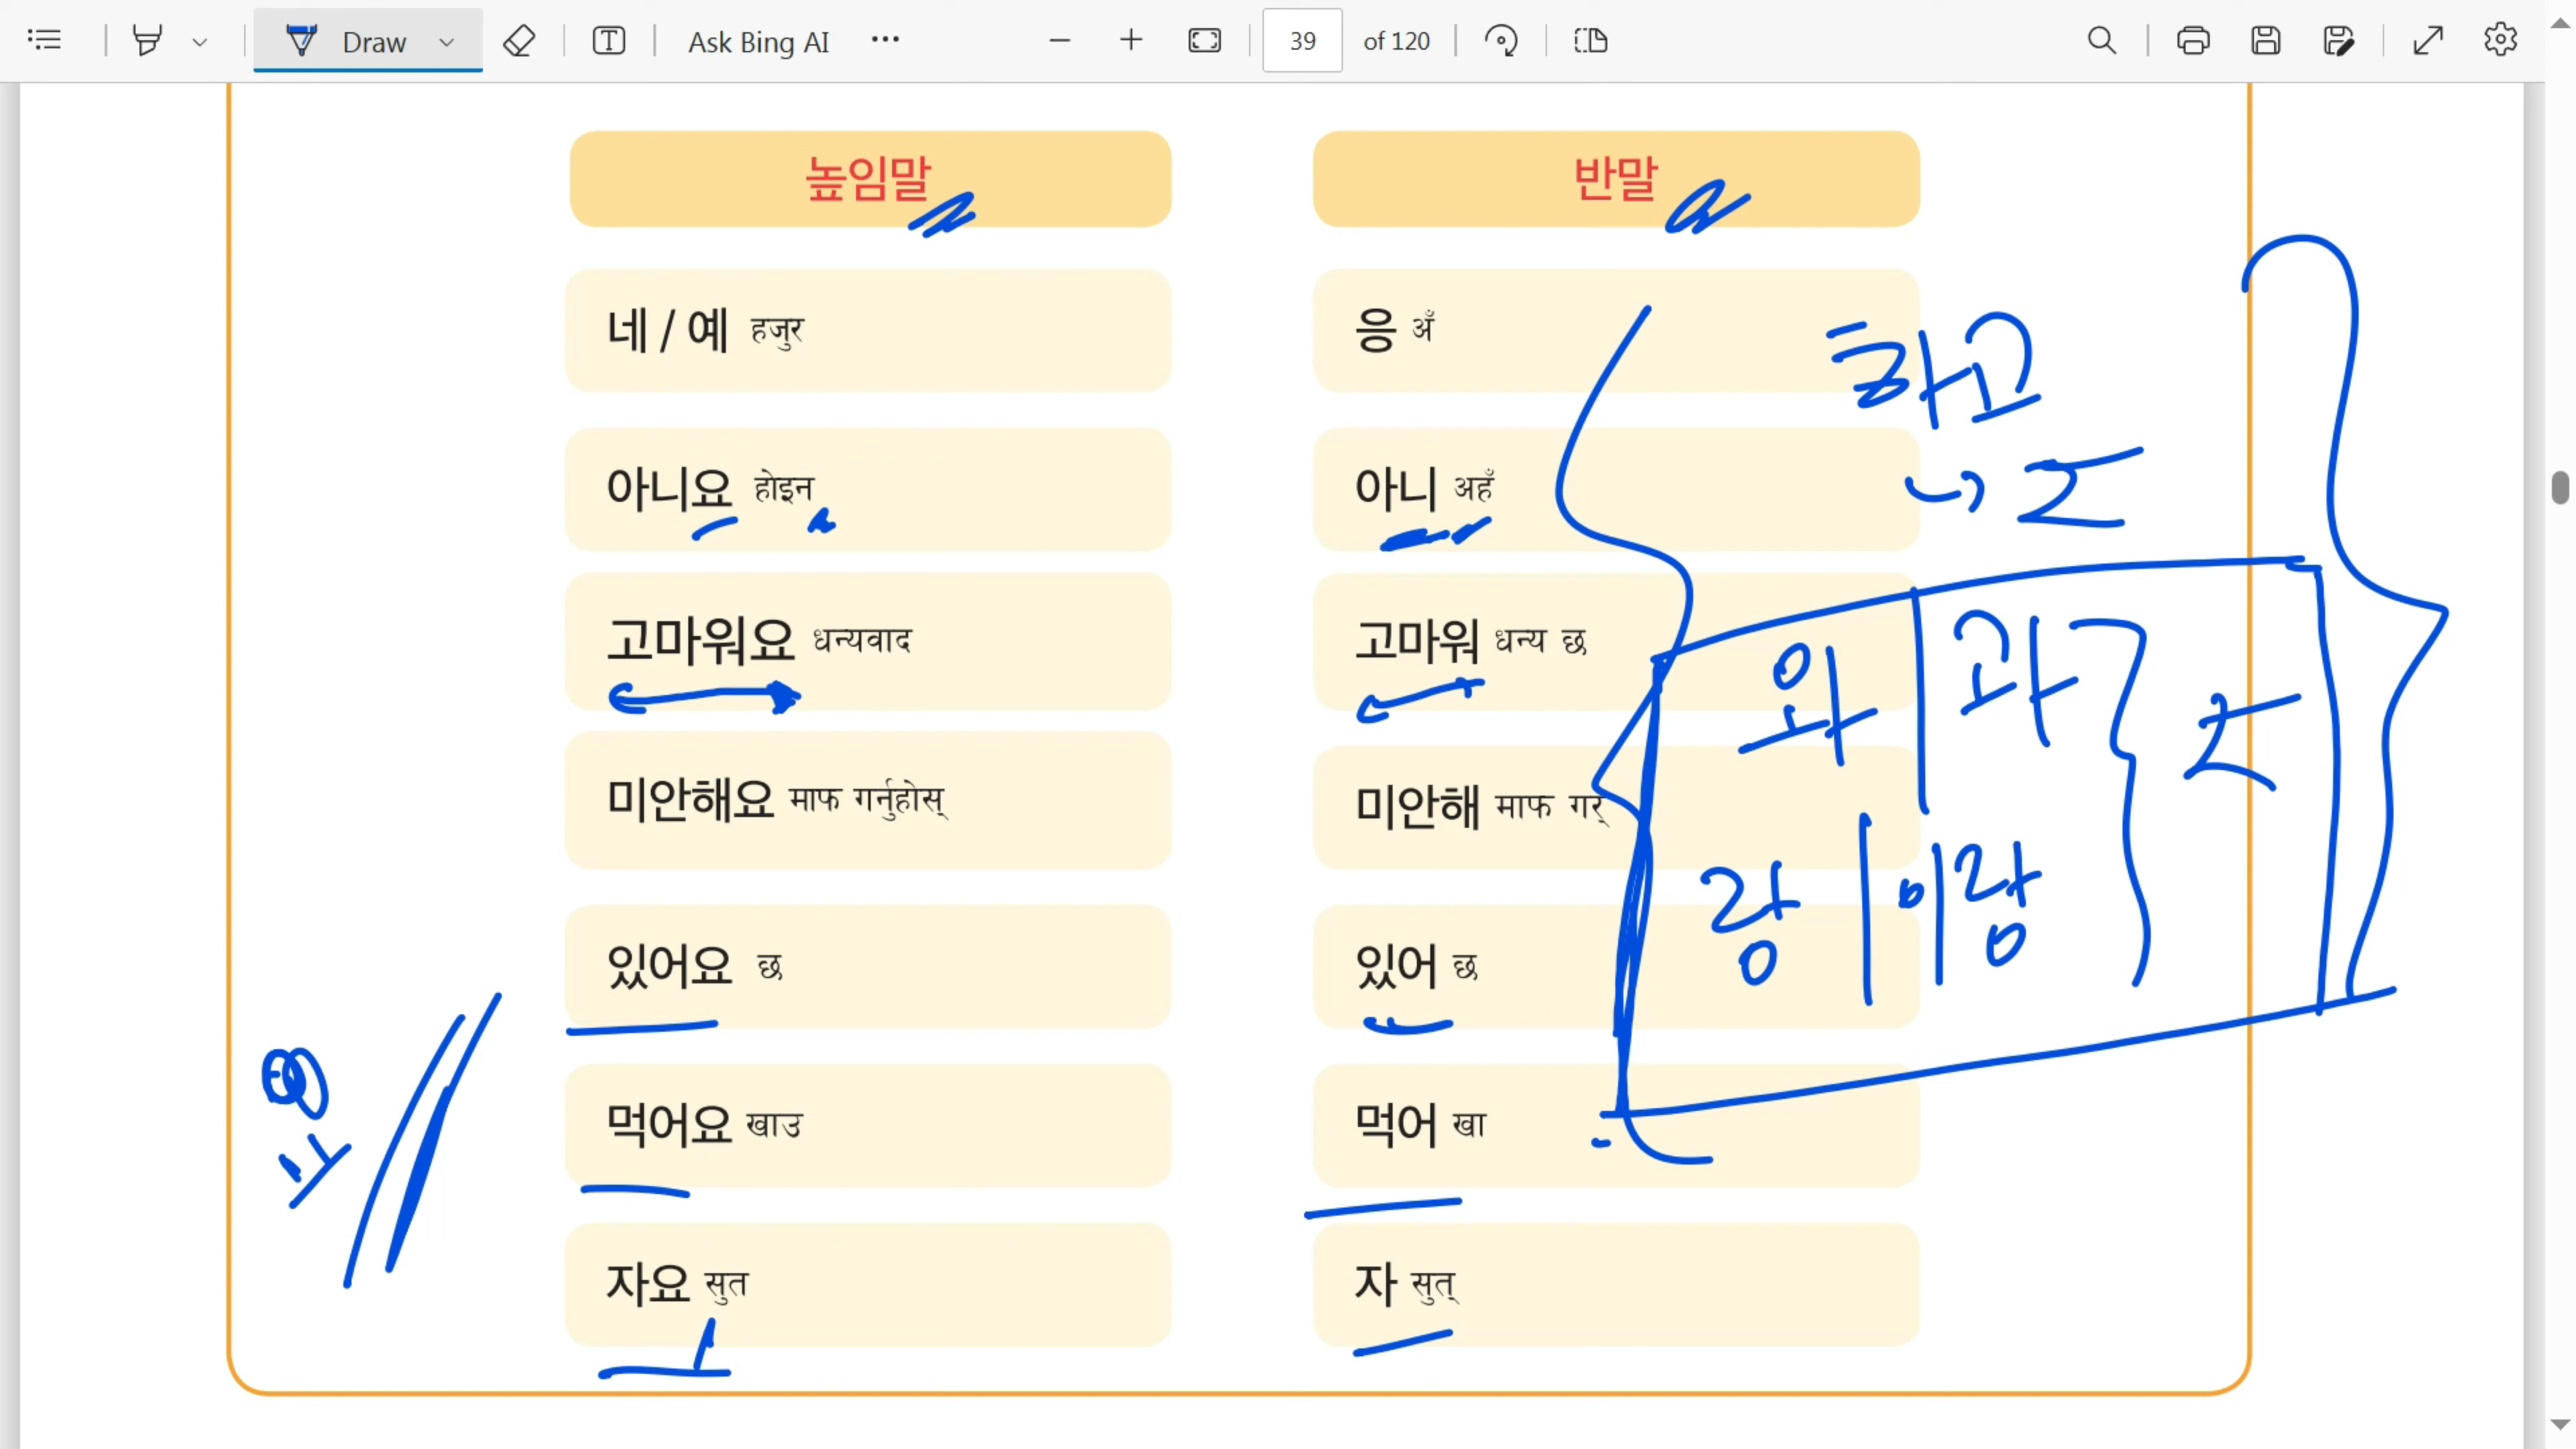 Draw Ask Bing AI 39 of 120
높임말 반말
네 / 예 हजुर 응 अँ
하고
아니요 होइन 아니 अहँ
고마워요 धन्यवाद 고마워 धन्य छ
와 과
미안해요 माफ गर्नुहोस् 미안해 माफ गर्
랑 이랑
있어요 छ 있어 छ
먹어요 खाउ 먹어 खा
자요 सुत 자 सुत्